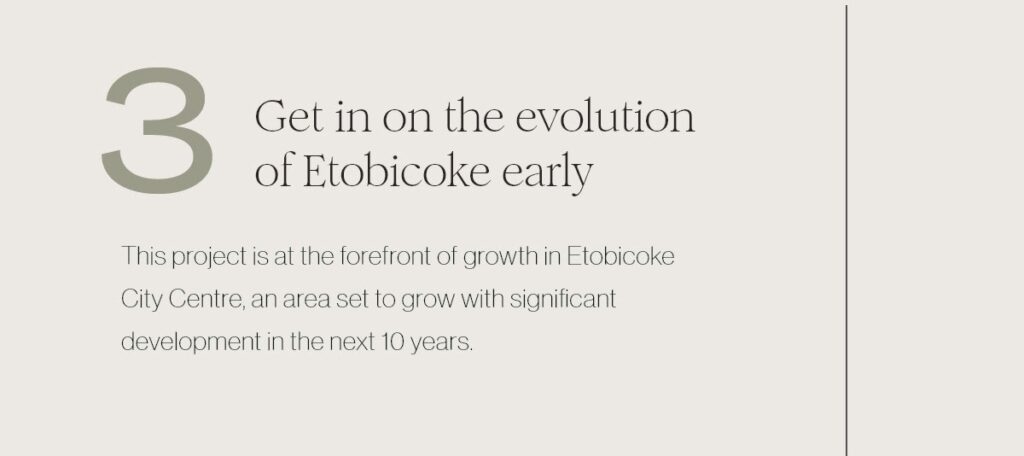 3
Get in on the evolution
of Etobicoke early
This project is at the forefront of growth in Etobicoke
City Centre, an area set to grow with significant
development in the next 10 years.